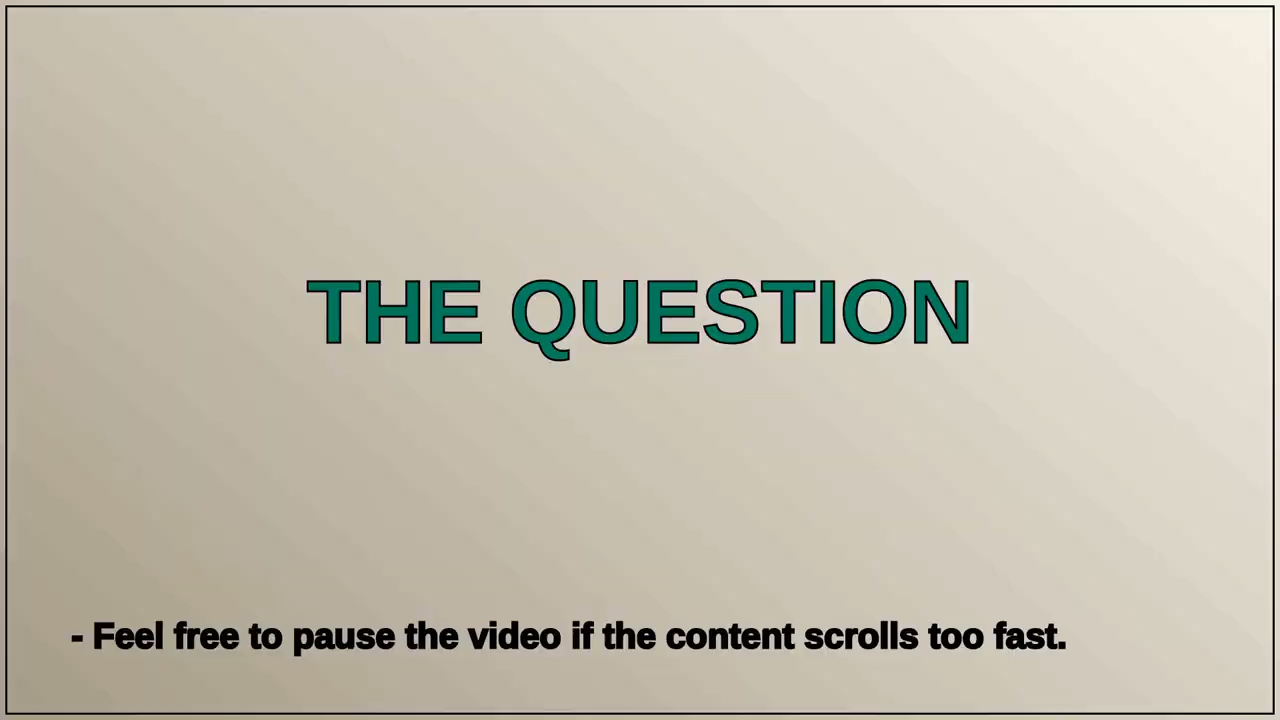 THE QUESTION
- Feel free to pause the video if the content scrolls too fast.